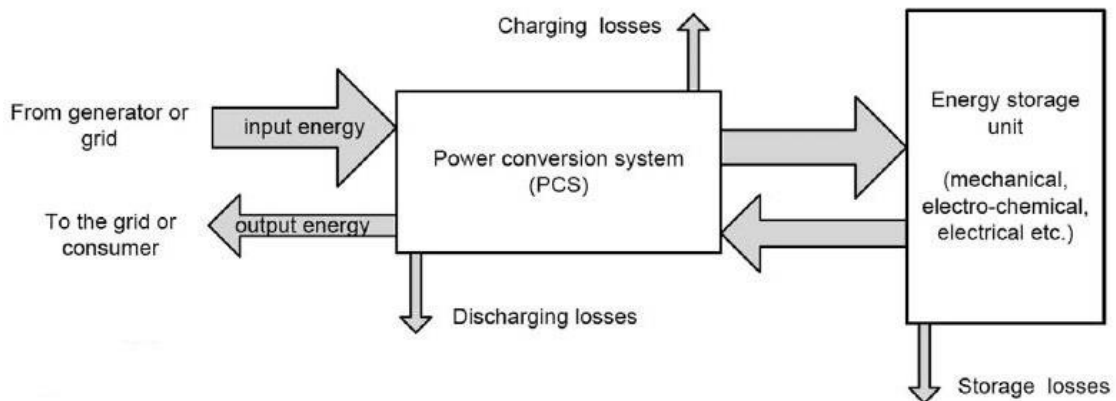 Charging losses
From generator or
grid
input energy
Power conversion system
(PCS)
Energy storage
unit
(mechanical,
electro-chemical,
electrical etc.)
To the grid or
consumer
output energy
Discharging losses
Storage losses